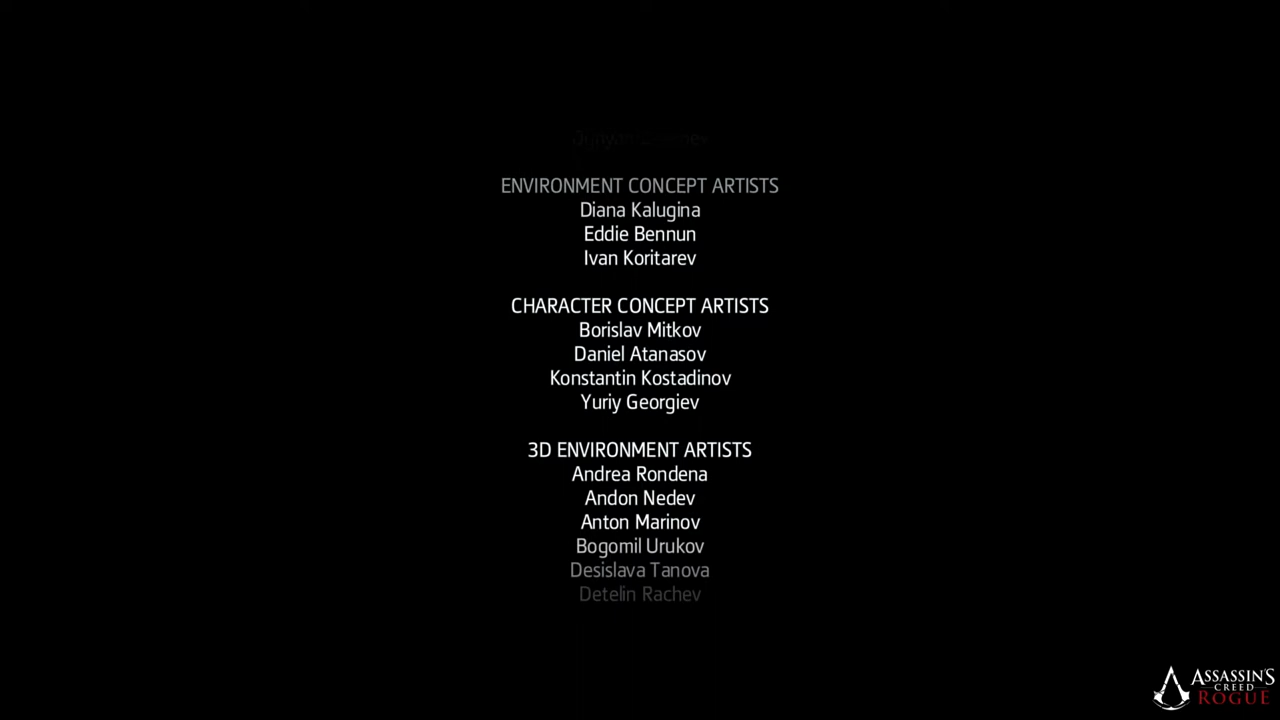 ENVIRONMENT CONCEPT ARTISTS
Diana Kalugina
Eddie Bennun
Ivan Koritarev
CHARACTER CONCEPT ARTISTS
Borislav Mitkov
Daniel Atanasov
Konstantin Kostadinov
Yuriy Georgiev
3D ENVIRONMENT ARTISTS
Andrea Rondena
Andon Nedev
Anton Marinov
Bogomil Urukov
Desislava Tanova
Detelin Rachev
ASSASSIN'S
CREED
ROGUE